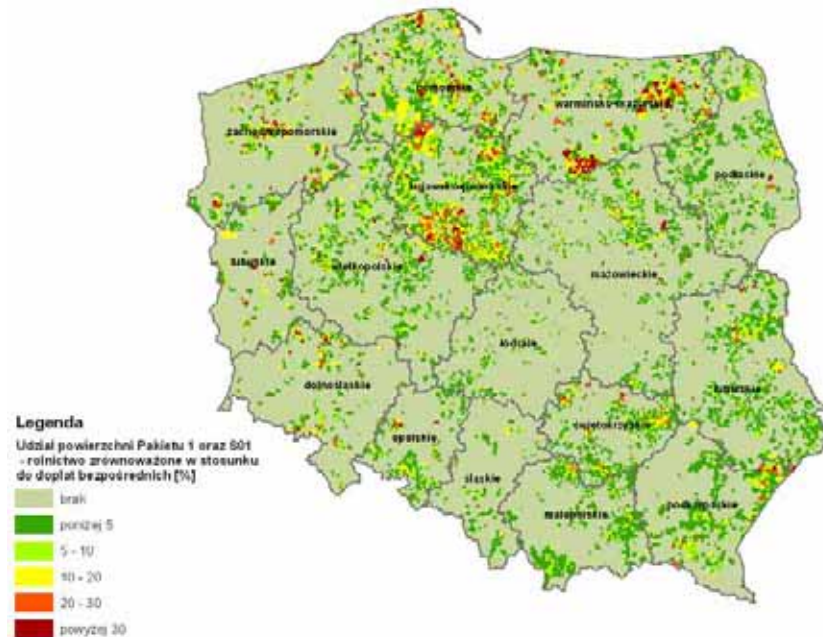 pomorskie
warmińsko-mazurskie
zachodniopomorskie
podlaskie
kujawsko-pomorskie
lubuskie
wielkopolskie
mazowieckie
łódzkie
dolnośląskie
lubelskie
opolskie
świętokrzyskie
śląskie
małopolskie
podkarpackie
Legenda
Udział powierzchni Pakietu 1 oraz S01
- rolnictwo zrównoważone w stosunku
do dopłat bezpośrednich [%]
brak
poniżej 5
5 - 10
10 - 20
20 - 30
powyżej 30